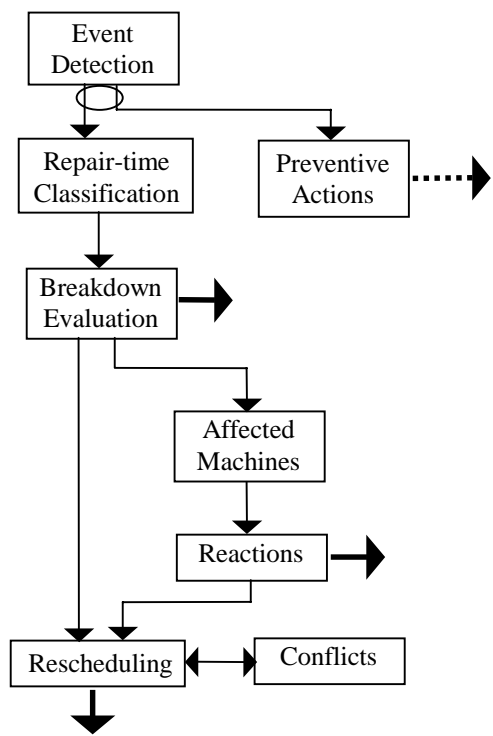 Event
Detection
Repair-time
Classification
Preventive
Actions
Breakdown
Evaluation
Affected
Machines
Reactions
Rescheduling
Conflicts